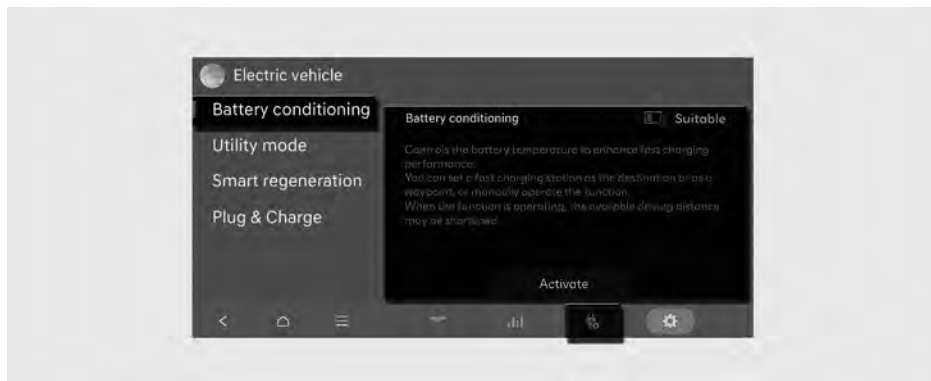 Electric vehicle
Battery conditioning
Utility mode
Smart regeneration
Plug & Charge
Battery conditioning
Suitable
Controls the battery temperature to enhance fast charging
performance.
You can set a fast charging station as the destination or as a
waypoint, or manually operate the function.
When the function is operating, the available driving distance
may be shortened.
Activate